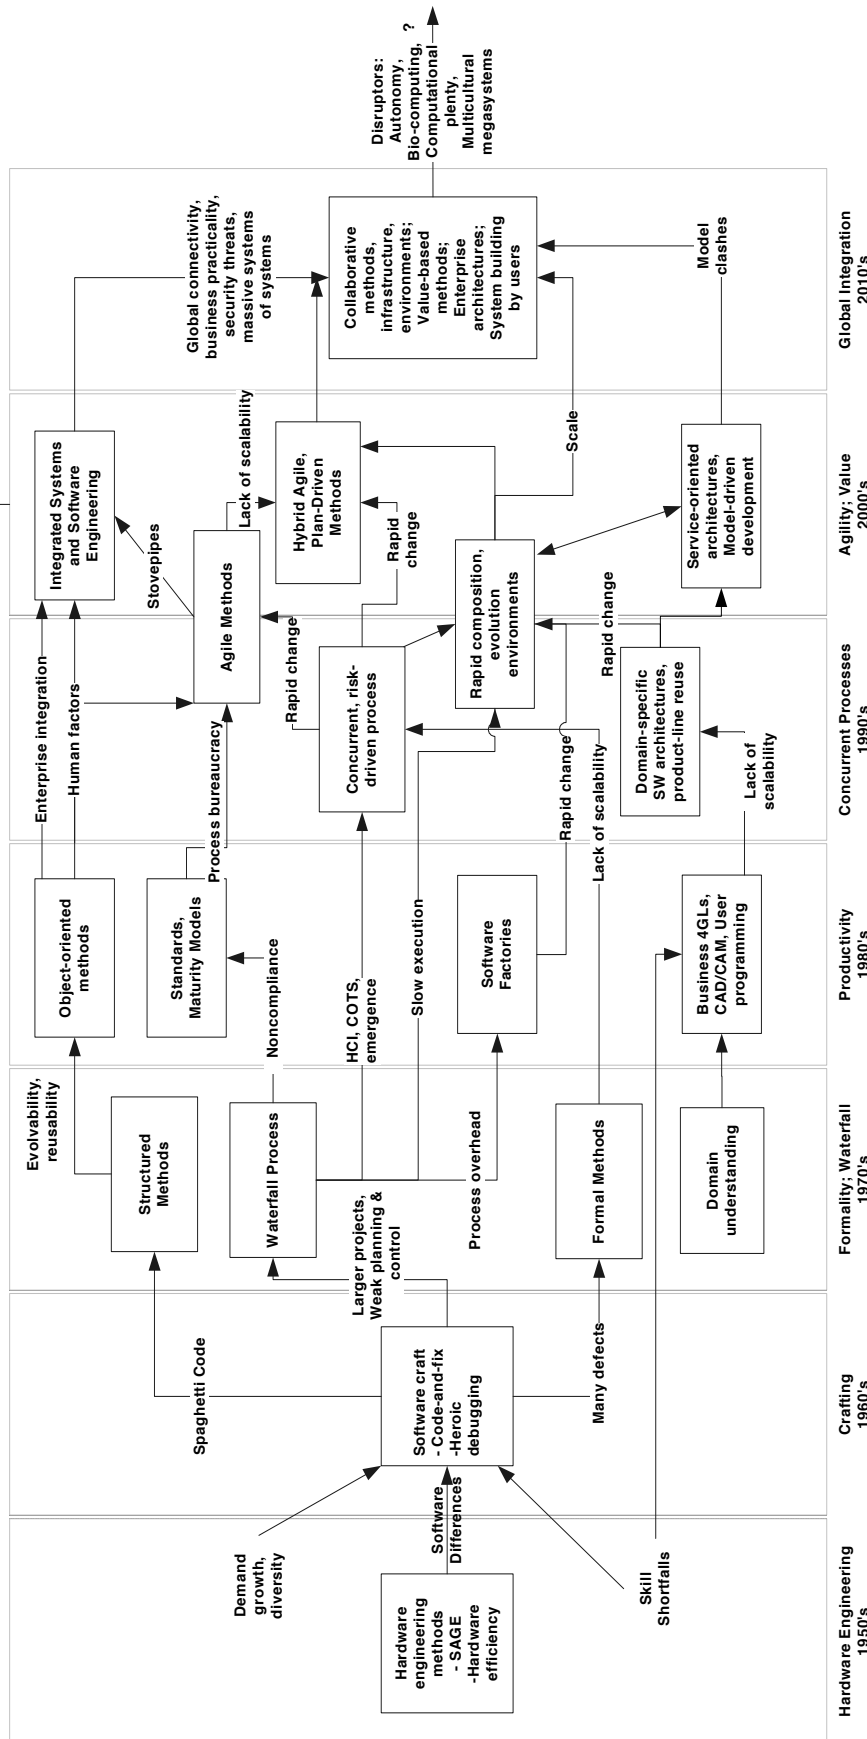 Hardware
engineering
methods
- SAGE
-Hardware
efficiency
Demand
growth,
diversity
Software
Differences
Skill
Shortfalls
Hardware Engineering
1950's
Spaghetti Code
Software craft
- Code-and-fix
-Heroic
debugging
Many defects
Crafting
1960's
Larger projects,
Weak planning &
control
Evolvability,
reusability
Structured
Methods
Waterfall Process
Noncompliance
Process overhead
Formal Methods
Domain
understanding
Formality; Waterfall
1970's
Object-oriented
methods
Standards,
Maturity Models
HCI, COTS,
emergence
Slow execution
Software
Factories
Business 4GLs,
CAD/CAM, User
programming
Productivity
1980's
Enterprise integration
Human factors
Process bureaucracy
Rapid change
Concurrent, risk-
driven process
Rapid change
Lack of scalability
Domain-specific
SW architectures,
product-line reuse
Lack of
scalability
Concurrent Processes
1990's
Integrated Systems
and Software
Engineering
Stovepipes
Agile Methods
Lack of scalability
Hybrid Agile,
Plan-Driven
Methods
Rapid
change
Rapid composition,
evolution
environments
Scale
Rapid change
Service-oriented
architectures,
Model-driven
development
Agility; Value
2000's
Global connectivity,
business practicality,
security threats,
massive systems
of systems
Collaborative
methods,
infrastructure,
environments;
Value-based
methods;
Enterprise
architectures;
System building
by users
Model
clashes
Global Integration
2010's
Disruptors:
Autonomy,
Bio-computing, ?
Computational
plenty,
Multicultural
megasystems